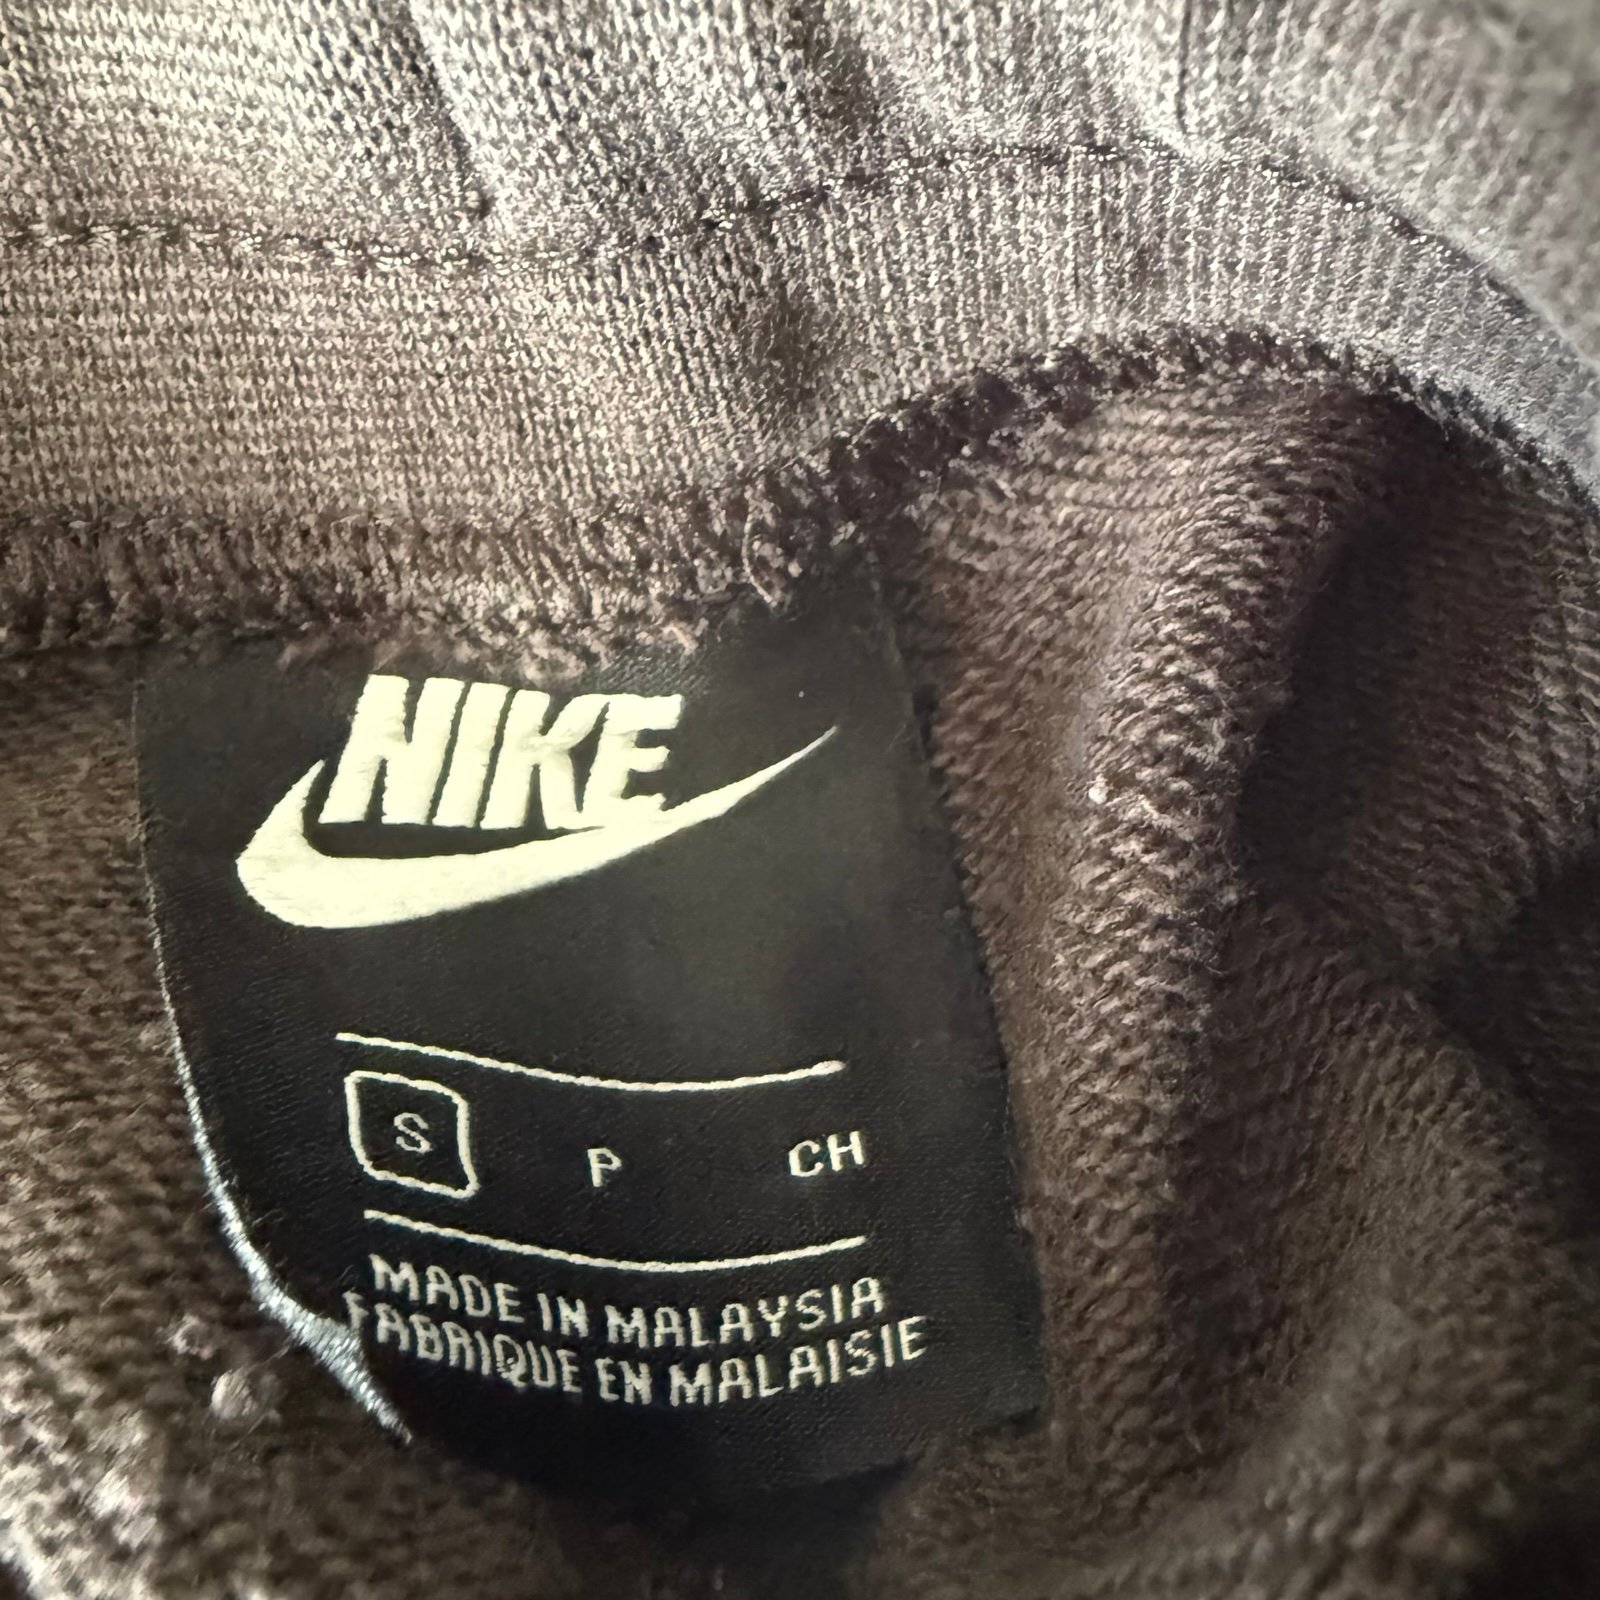 NIKE
S P CH
MADE IN MALAYSIA
FABRIQUE EN MALAISIE